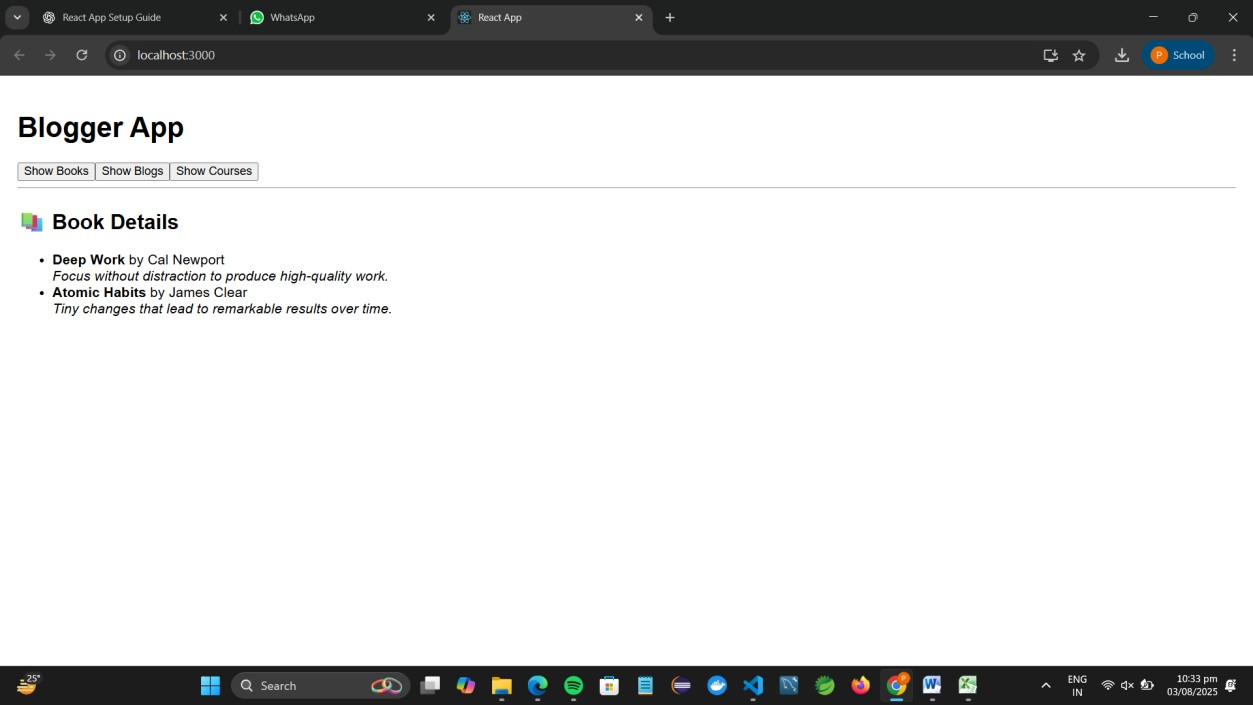 React App Setup Guide
WhatsApp
React App
localhost:3000
P
School
Blogger App
Show Books
Show Blogs
Show Courses
Book Details
Deep Work by Cal Newport
Focus without distraction to produce high-quality work.
Atomic Habits by James Clear
Tiny changes that lead to remarkable results over time.
25°
Search
P
ENG
IN
10:33 pm
03/08/2025